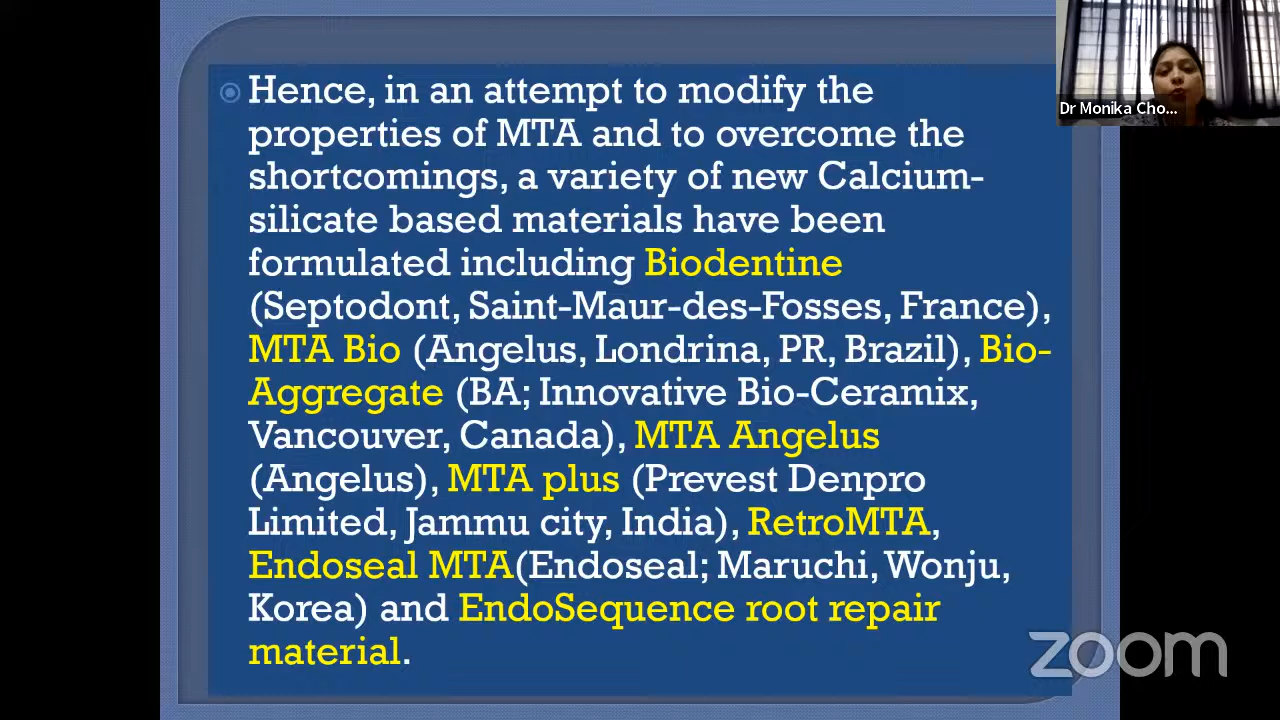 Hence, in an attempt to modify the
properties of MTA and to overcome the
shortcomings, a variety of new Calcium-
silicate based materials have been
formulated including Biodentine
(Septodont, Saint-Maur-des-Fosses, France),
MTA Bio (Angelus, Londrina, PR, Brazil), Bio-
Aggregate (BA; Innovative Bio-Ceramix,
Vancouver, Canada), MTA Angelus
(Angelus), MTA plus (Prevest Denpro
Limited, Jammu city, India), RetroMTA,
Endoseal MTA(Endoseal; Maruchi, Wonju,
Korea) and EndoSequence root repair
material.
Dr Monika Cho...
zoom